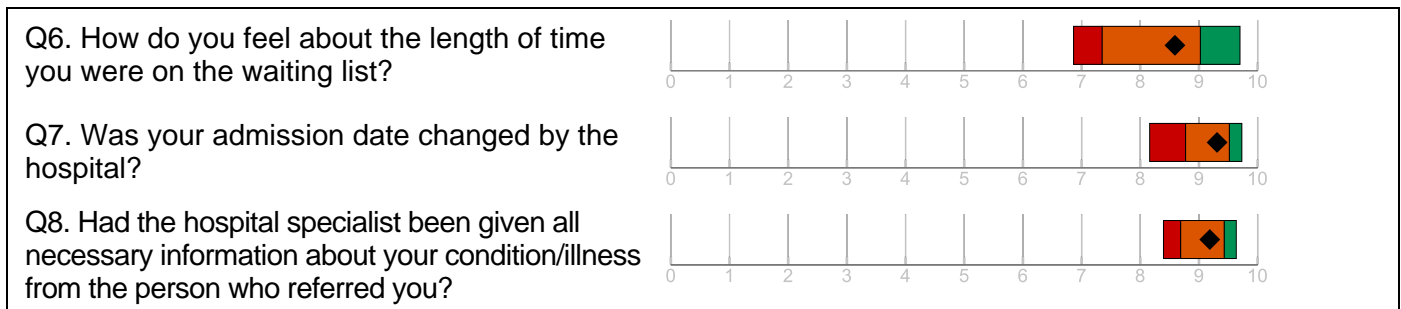 Q6. How do you feel about the length of time
you were on the waiting list?
0 1 2 3 4 5 6 7 8 9 10
Q7. Was your admission date changed by the
hospital?
0 1 2 3 4 5 6 7 8 9 10
Q8. Had the hospital specialist been given all
necessary information about your condition/illness
from the person who referred you?
0 1 2 3 4 5 6 7 8 9 10